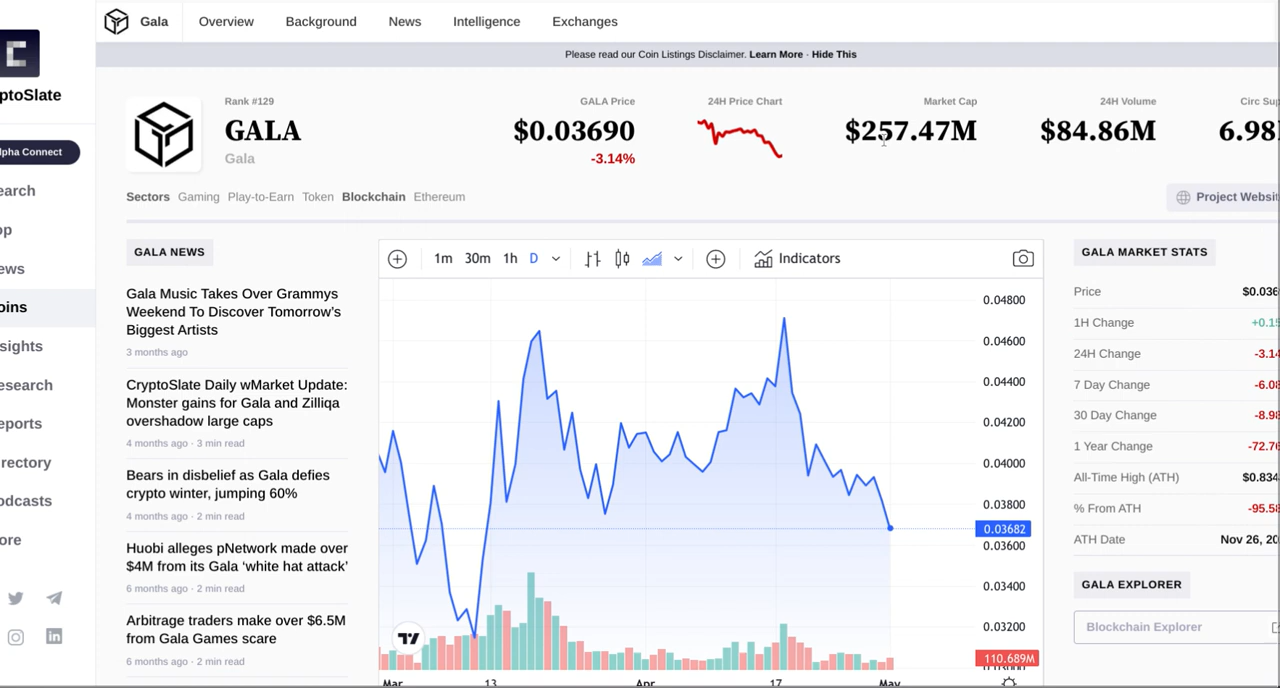 Gala Overview Background News Intelligence Exchanges
Please read our Coin Listings Disclaimer. Learn More · Hide This
ptoSlate
lpha Connect
earch
op
ews
oins
sights
esearch
eports
rectory
odcasts
ore
Rank #129
GALA
Gala
GALA Price
$0.03690
-3.14%
24H Price Chart
Market Cap
$257.47M
24H Volume
$84.86M
Circ Sup
6.98
Sectors Gaming Play-to-Earn Token Blockchain Ethereum
Project Websit
GALA NEWS
Gala Music Takes Over Grammys
Weekend To Discover Tomorrow's
Biggest Artists
3 months ago
CryptoSlate Daily wMarket Update:
Monster gains for Gala and Zilliqa
overshadow large caps
4 months ago · 3 min read
Bears in disbelief as Gala defies
crypto winter, jumping 60%
4 months ago · 2 min read
Huobi alleges pNetwork made over
$4M from its Gala ‘white hat attack’
6 months ago · 2 min read
Arbitrage traders make over $6.5M
from Gala Games scare
6 months ago · 2 min read
1m 30m 1h D Indicators
0.04800
0.04600
0.04400
0.04200
0.04000
0.03800
0.03682
0.03600
0.03400
0.03200
110.689M
0.03000
Mar 13 Apr 17 May
GALA MARKET STATS
Price $0.036
1H Change +0.15
24H Change -3.14
7 Day Change -6.08
30 Day Change -8.98
1 Year Change -72.76
All-Time High (ATH) $0.834
% From ATH -95.58
ATH Date Nov 26, 20
GALA EXPLORER
Blockchain Explorer